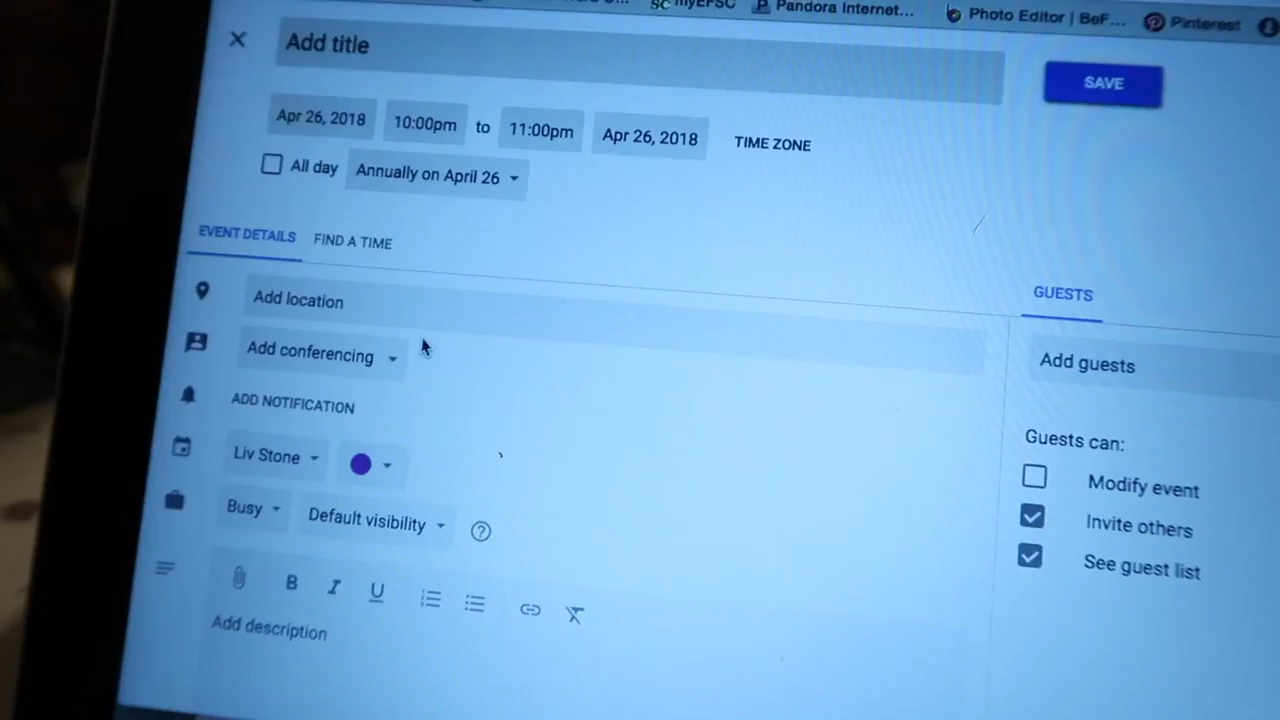 myEFSC Pandora Internet... Photo Editor | BeF... Pinterest
Add title
SAVE
Apr 26, 2018 10:00pm to 11:00pm Apr 26, 2018 TIME ZONE
All day Annually on April 26
EVENT DETAILS FIND A TIME
GUESTS
Add location
Add guests
Add conferencing
ADD NOTIFICATION
Guests can:
Liv Stone
Modify event
Busy Default visibility
Invite others
See guest list
B I U
Add description